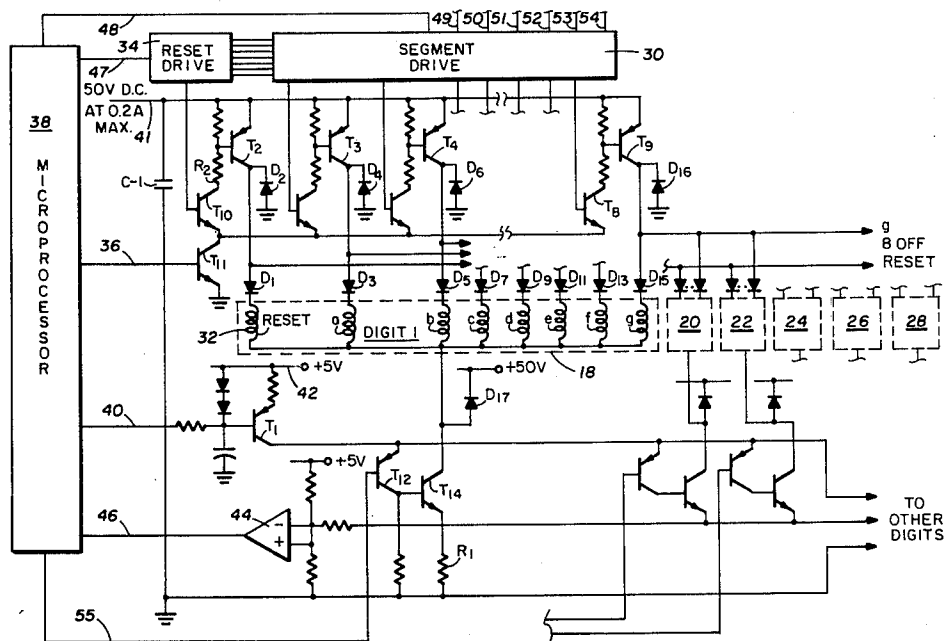 48
49 50 51 52 53 54
34
RESET DRIVE
SEGMENT DRIVE
30
47
50V D.C. AT 0.2A MAX.
41
38
MICROPROCESSOR
T2
T3
T4
T9
R2
D2
D4
D6
D16
C-1
T10
T8
36
T11
g
8 OFF
RESET
D1
D3
D5
D7
D9
D11
D13
D15
32
RESET
a
DIGIT 1
b
c
d
e
f
g
20
22
24
26
28
18
+5V
42
+50V
D17
40
T1
+5V
T12
T14
TO OTHER DIGITS
46
44
-
+
R1
55